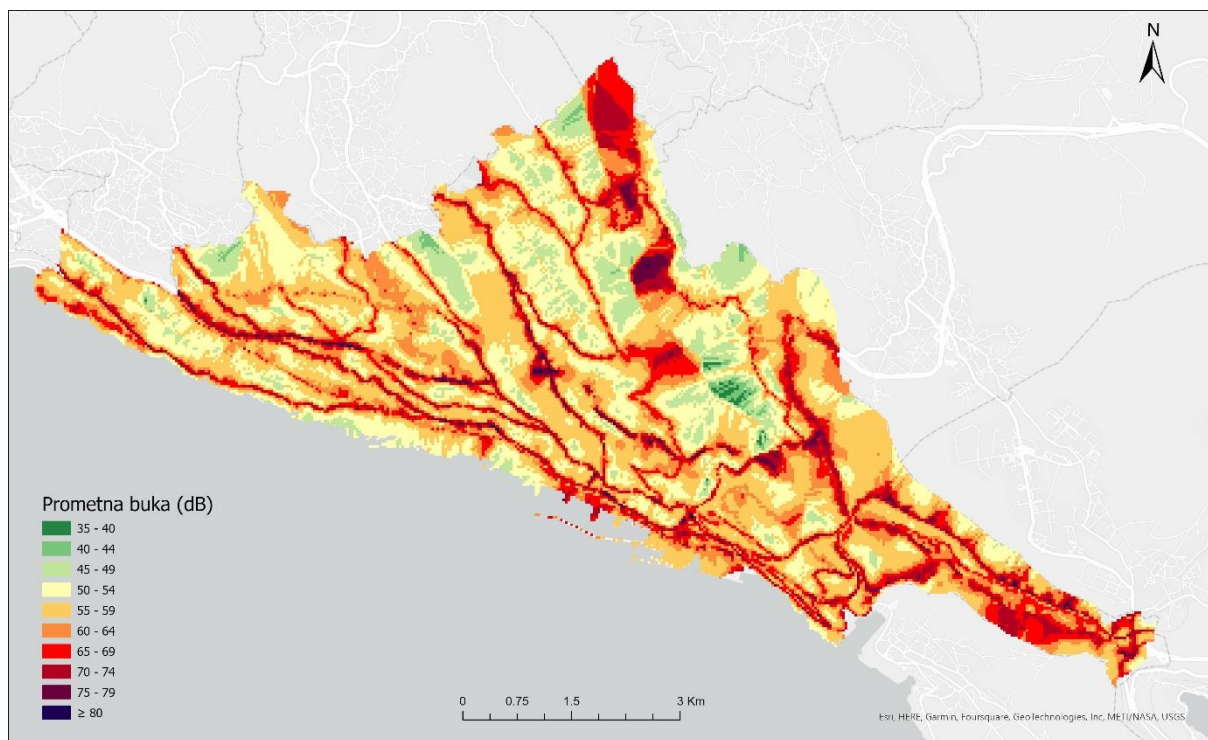 N
Prometna buka (dB)
35 - 40
40 - 44
45 - 49
50 - 54
55 - 59
60 - 64
65 - 69
70 - 74
75 - 79
≥ 80
0 0.75 1.5 3 Km
Esri, HERE, Garmin, Foursquare, GeoTechnologies, Inc, METI/NASA, USGS